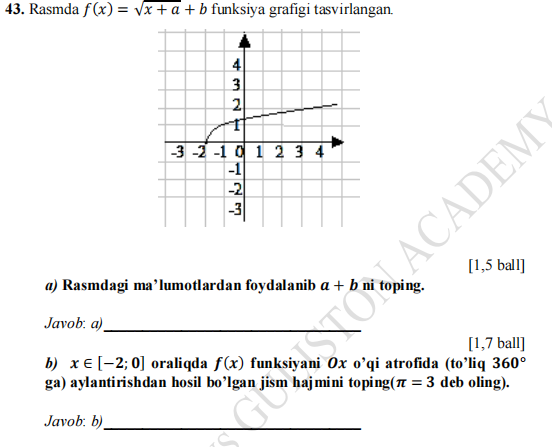 43. Rasmda f(x) = √x + a + b funksiya grafigi tasvirlangan.
4
3
2
1
-3 -2 -1 0 1 2 3 4
-1
-2
-3
[1,5 ball]
a) Rasmdagi ma'lumotlardan foydalanib a + b ni toping.
Javob: a)
[1,7 ball]
b) x ∈ [−2; 0] oraliqda f(x) funksiyani Ox o'qi atrofida (to'liq 360°
ga) aylantirishdan hosil bo'lgan jism hajmini toping(π = 3 deb oling).
Javob: b)
S GULISTON ACADEMY